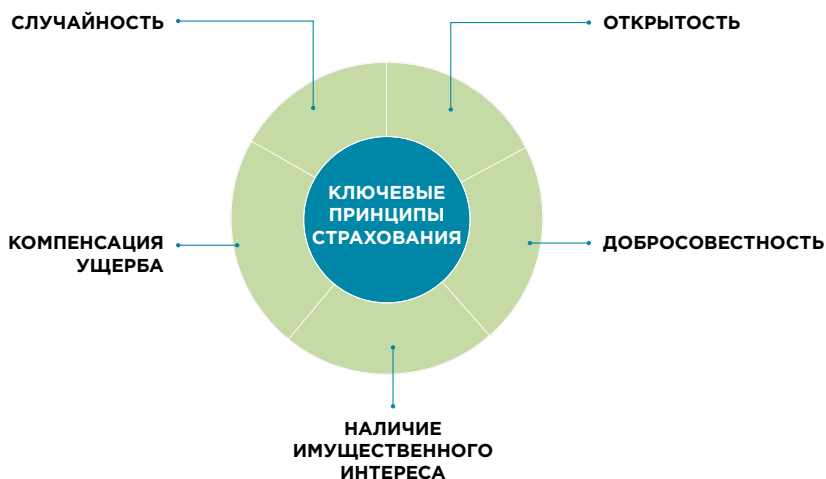 СЛУЧАЙНОСТЬ
ОТКРЫТОСТЬ
КЛЮЧЕВЫЕ
ПРИНЦИПЫ
СТРАХОВАНИЯ
КОМПЕНСАЦИЯ
УЩЕРБА
ДОБРОСОВЕСТНОСТЬ
НАЛИЧИЕ
ИМУЩЕСТВЕННОГО
ИНТЕРЕСА